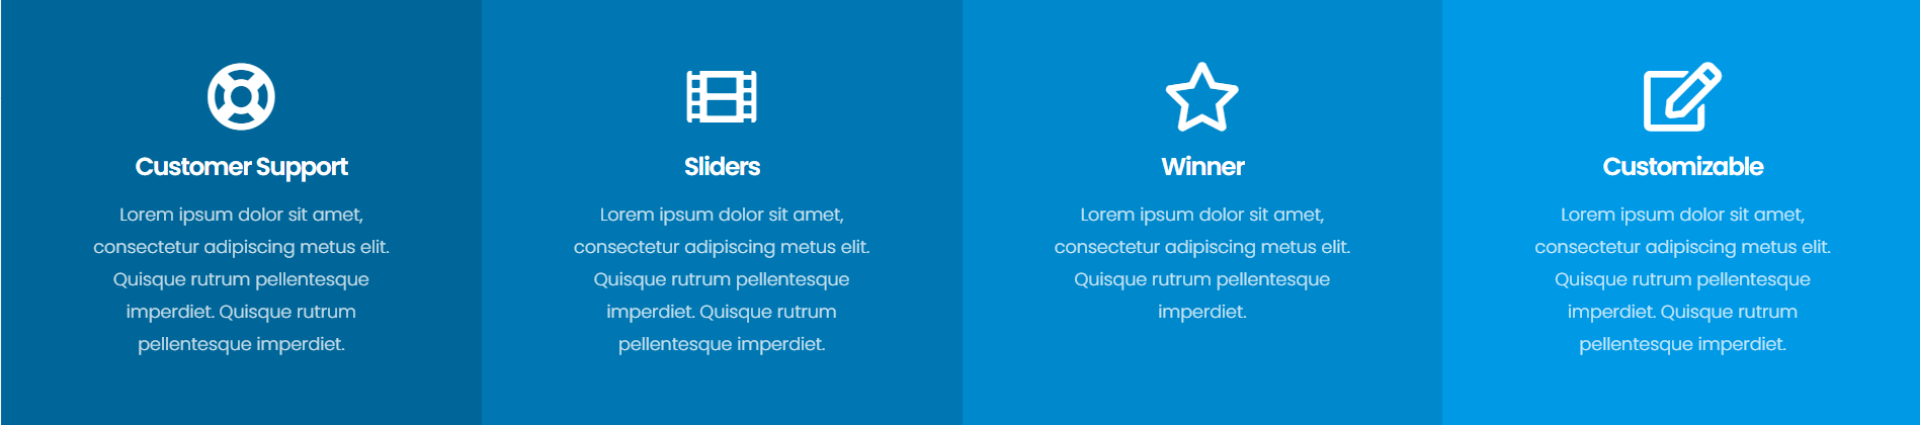 Customer Support
Lorem ipsum dolor sit amet,
consectetur adipiscing metus elit.
Quisque rutrum pellentesque
imperdiet. Quisque rutrum
pellentesque imperdiet.
Sliders
Lorem ipsum dolor sit amet,
consectetur adipiscing metus elit.
Quisque rutrum pellentesque
imperdiet. Quisque rutrum
pellentesque imperdiet.
Winner
Lorem ipsum dolor sit amet,
consectetur adipiscing metus elit.
Quisque rutrum pellentesque
imperdiet.
Customizable
Lorem ipsum dolor sit amet,
consectetur adipiscing metus elit.
Quisque rutrum pellentesque
imperdiet. Quisque rutrum
pellentesque imperdiet.